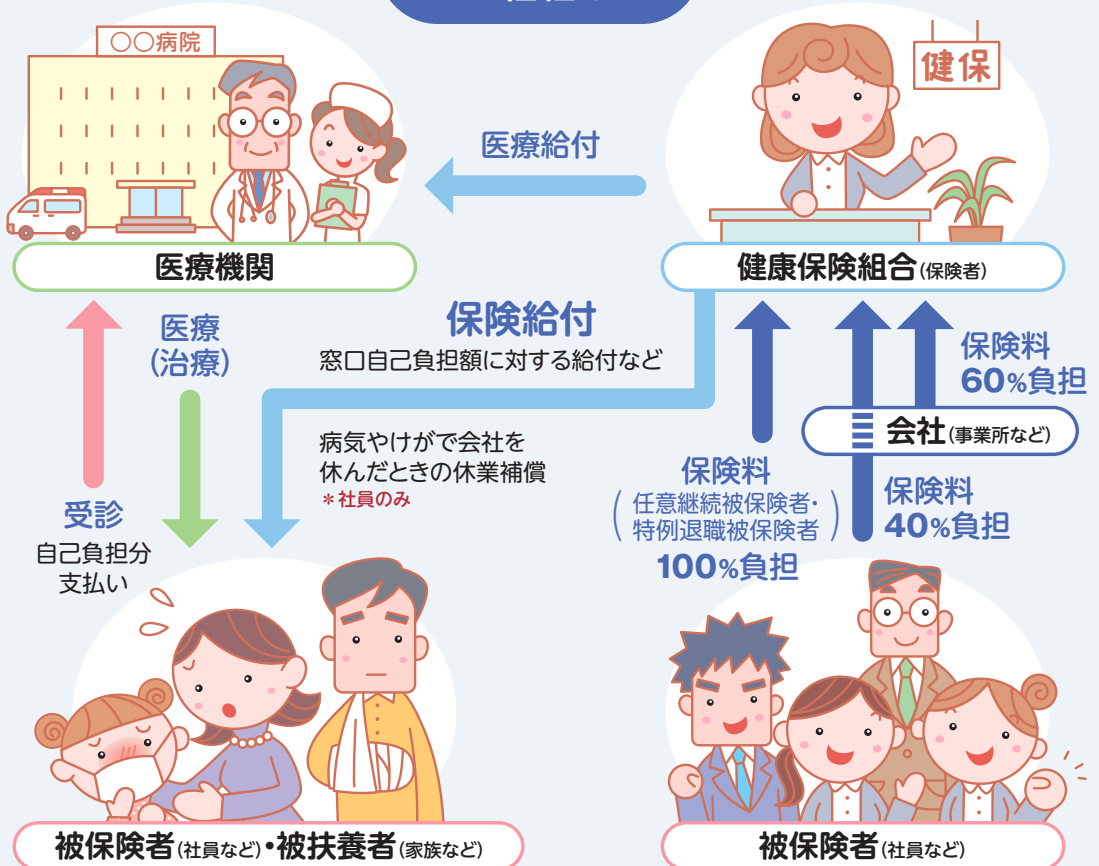 〇〇病院
健保
医療給付
医療機関
健康保険組合(保険者)
医療
(治療)
保険給付
窓口自己負担額に対する給付など
病気やけがで会社を
休んだときの休業補償
*社員のみ
受診
自己負担分
支払い
保険料
60%負担
会社(事業所など)
保険料
(任意継続被保険者・
特例退職被保険者)
100%負担
保険料
40%負担
被保険者(社員など)・被扶養者(家族など)
被保険者(社員など)